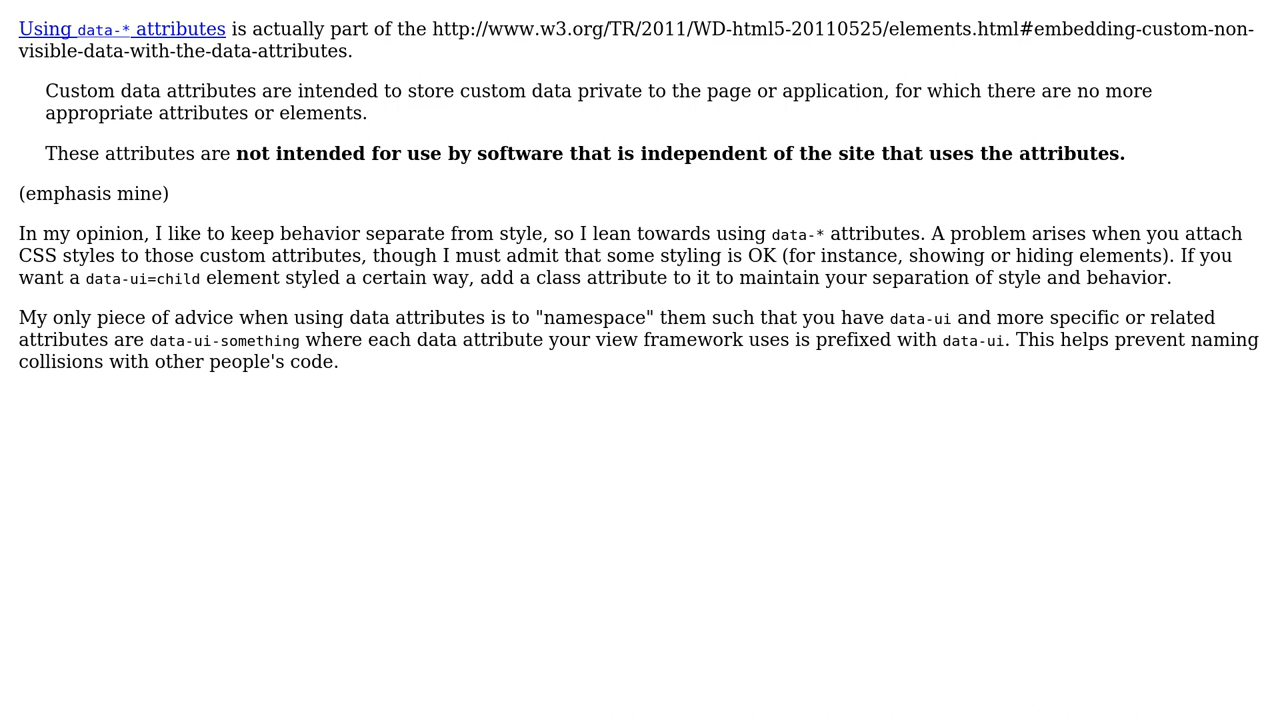 Using data-* attributes is actually part of the http://www.w3.org/TR/2011/WD-html5-20110525/elements.html#embedding-custom-non-
visible-data-with-the-data-attributes.
Custom data attributes are intended to store custom data private to the page or application, for which there are no more
appropriate attributes or elements.
These attributes are not intended for use by software that is independent of the site that uses the attributes.
(emphasis mine)
In my opinion, I like to keep behavior separate from style, so I lean towards using data-* attributes. A problem arises when you attach
CSS styles to those custom attributes, though I must admit that some styling is OK (for instance, showing or hiding elements). If you
want a data-ui=child element styled a certain way, add a class attribute to it to maintain your separation of style and behavior.
My only piece of advice when using data attributes is to "namespace" them such that you have data-ui and more specific or related
attributes are data-ui-something where each data attribute your view framework uses is prefixed with data-ui. This helps prevent naming
collisions with other people's code.